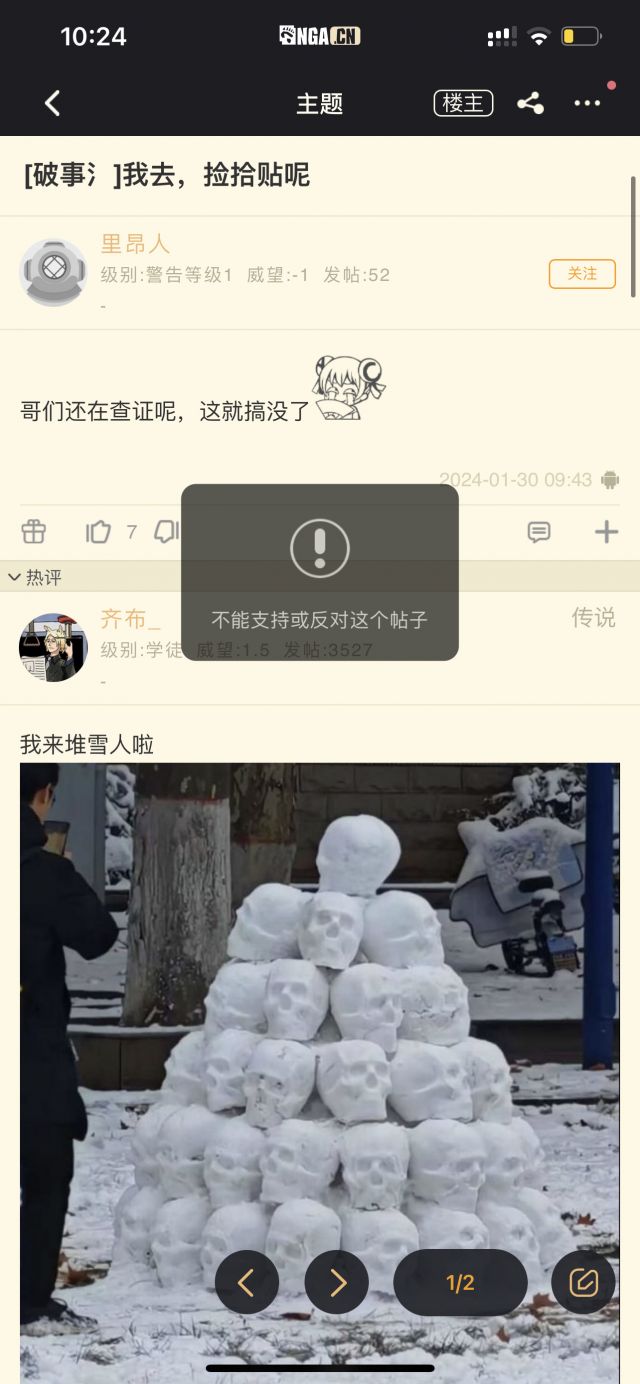 10:24
NGA.CN
主题
楼主
[破事氵]我去，捡拾贴呢
里昂人
级别:警告等级1 威望:-1 发帖:52
关注
-
哥们还在查证呢，这就搞没了
2024-01-30 09:43
7
不能支持或反对这个帖子
热评
齐布_
传说
级别:学徒 威望:1.5 发帖:3527
-
我来堆雪人啦
1/2